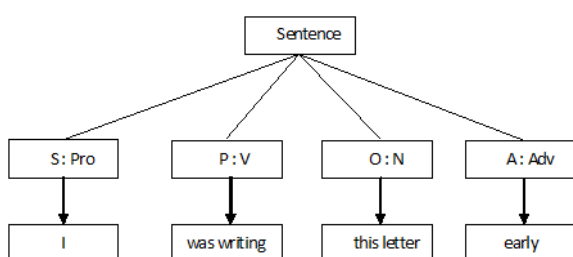 Sentence
S : Pro
P : V
O : N
A : Adv
I
was writing
this letter
early